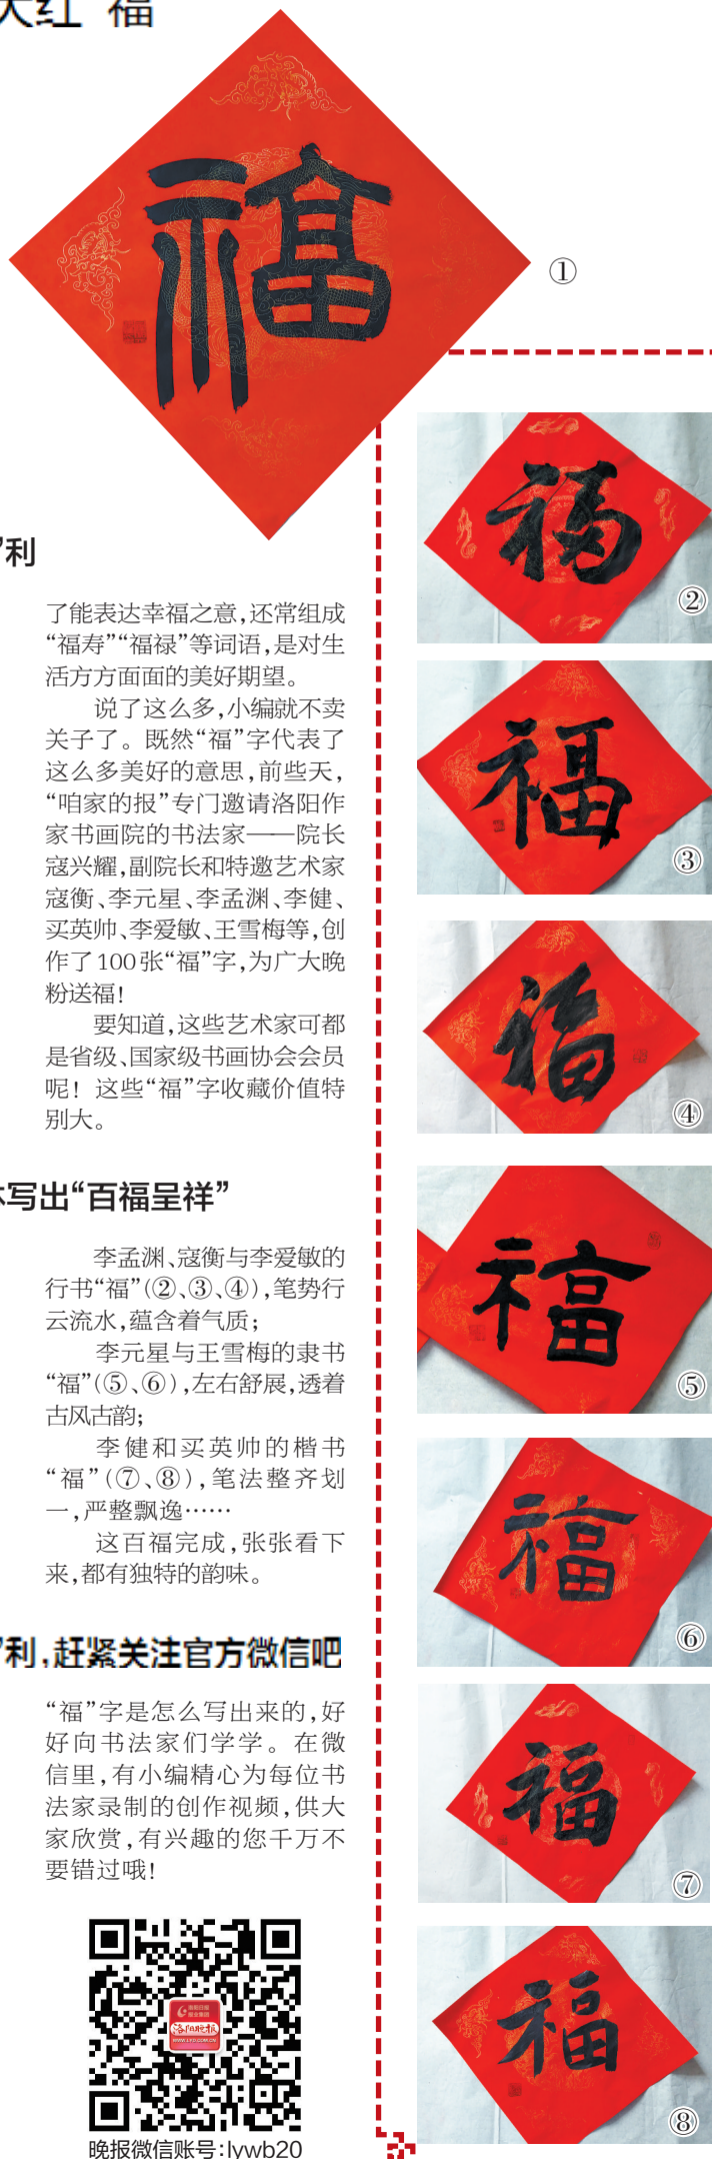 大红“福
福
①
”利
了能表达幸福之意,还常组成
“福寿”“福禄”等词语,是对生
活方方面面的美好期望。
说了这么多,小编就不卖
关子了。既然“福”字代表了
这么多美好的意思,前些天,
“咱家的报”专门邀请洛阳作
家书画院的书法家——院长
寇兴耀,副院长和特邀艺术家
寇衡、李元星、李孟渊、李健、
买英帅、李爱敏、王雪梅等,创
作了100张“福”字,为广大晚
粉送福!
要知道,这些艺术家可都
是省级、国家级书画协会会员
呢!这些“福”字收藏价值特
别大。
体写出“百福呈祥”
李孟渊、寇衡与李爱敏的
行书“福”(②、③、④),笔势行
云流水,蕴含着气质;
李元星与王雪梅的隶书
“福”(⑤、⑥),左右舒展,透着
古风古韵;
李健和买英帅的楷书
“福”(⑦、⑧),笔法整齐划
一,严整飘逸……
这百福完成,张张看下
来,都有独特的韵味。
”利,赶紧关注官方微信吧
“福”字是怎么写出来的,好
好向书法家们学学。在微
信里,有小编精心为每位书
法家录制的创作视频,供大
家欣赏,有兴趣的您千万不
要错过哦!
洛阳日报
报业集团
洛阳晚报
WWW.LYD.COM.CN
晚报微信账号:lywb20
福
②
福
③
福
④
福
⑤
福
⑥
福
⑦
福
⑧